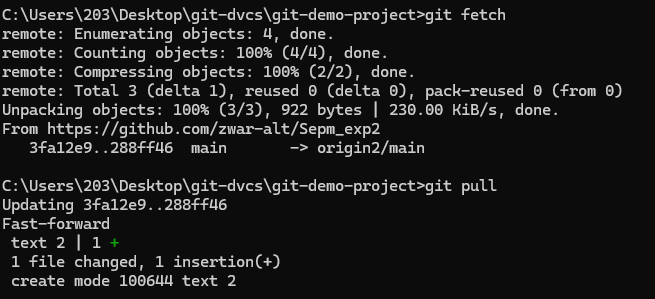 C:\Users\203\Desktop\git-dvcs\git-demo-project>git fetch
remote: Enumerating objects: 4, done.
remote: Counting objects: 100% (4/4), done.
remote: Compressing objects: 100% (2/2), done.
remote: Total 3 (delta 1), reused 0 (delta 0), pack-reused 0 (from 0)
Unpacking objects: 100% (3/3), 922 bytes | 230.00 KiB/s, done.
From https://github.com/zwar-alt/Sepm_exp2
   3fa12e9..288ff46  main       -> origin2/main

C:\Users\203\Desktop\git-dvcs\git-demo-project>git pull
Updating 3fa12e9..288ff46
Fast-forward
 text 2 | 1 +
 1 file changed, 1 insertion(+)
 create mode 100644 text 2